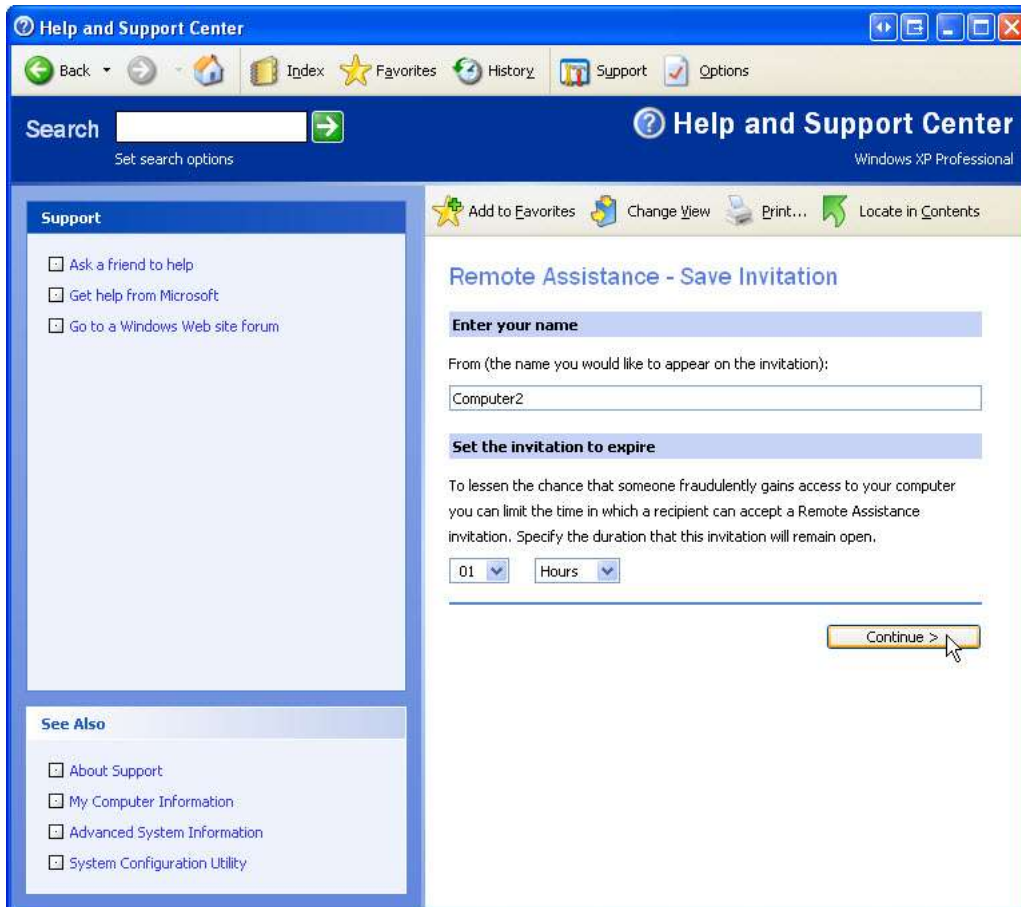 Help and Support Center
Back
Index
Favorites
History
Support
Options
Search
Set search options
Help and Support Center
Windows XP Professional
Support
Ask a friend to help
Get help from Microsoft
Go to a Windows Web site forum
See Also
About Support
My Computer Information
Advanced System Information
System Configuration Utility
Add to Favorites
Change View
Print...
Locate in Contents
Remote Assistance - Save Invitation
Enter your name
From (the name you would like to appear on the invitation):
Computer2
Set the invitation to expire
To lessen the chance that someone fraudulently gains access to your computer
you can limit the time in which a recipient can accept a Remote Assistance
invitation. Specify the duration that this invitation will remain open.
01 Hours
Continue >